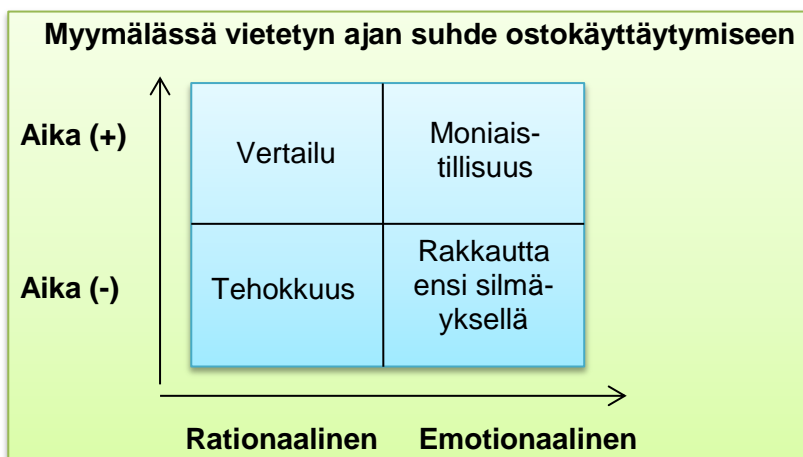 Myymälässä vietetyn ajan suhde ostokäyttäytymiseen
Aika (+)
Vertailu
Moniais-
tillisuus
Aika (-)
Tehokkuus
Rakkautta
ensi silmä-
yksellä
Rationaalinen
Emotionaalinen